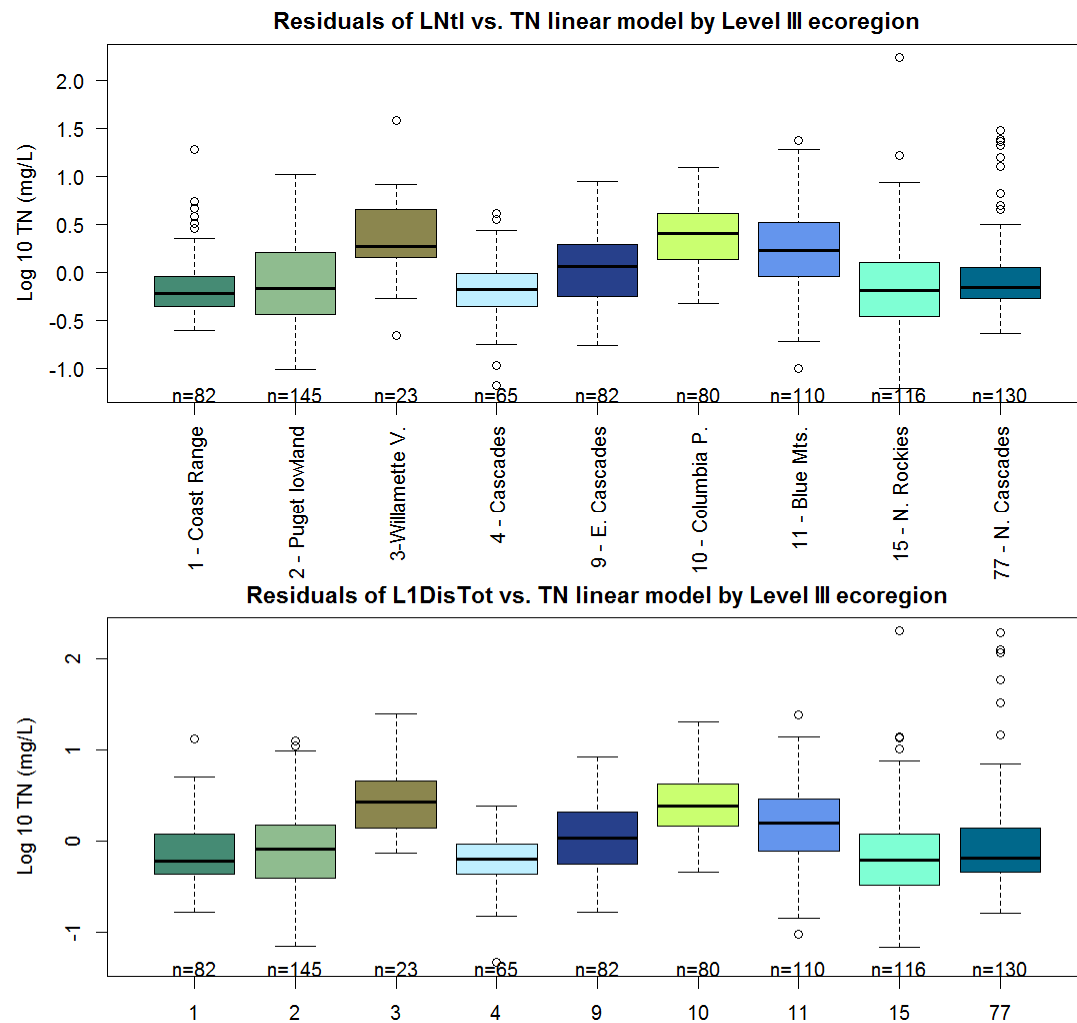 Residuals of LNtl vs. TN linear model by Level III ecoregion
Log 10 TN (mg/L)
2.0
1.5
1.0
0.5
0.0
-0.5
-1.0
n=82 n=145 n=23 n=65 n=82 n=80 n=110 n=116 n=130
1 - Coast Range
2 - Puget lowland
3-Willamette V.
4 - Cascades
9 - E. Cascades
10 - Columbia P.
11 - Blue Mts.
15 - N. Rockies
77 - N. Cascades
Residuals of L1DisTot vs. TN linear model by Level III ecoregion
Log 10 TN (mg/L)
2
1
0
-1
n=82 n=145 n=23 n=65 n=82 n=80 n=110 n=116 n=130
1 2 3 4 9 10 11 15 77